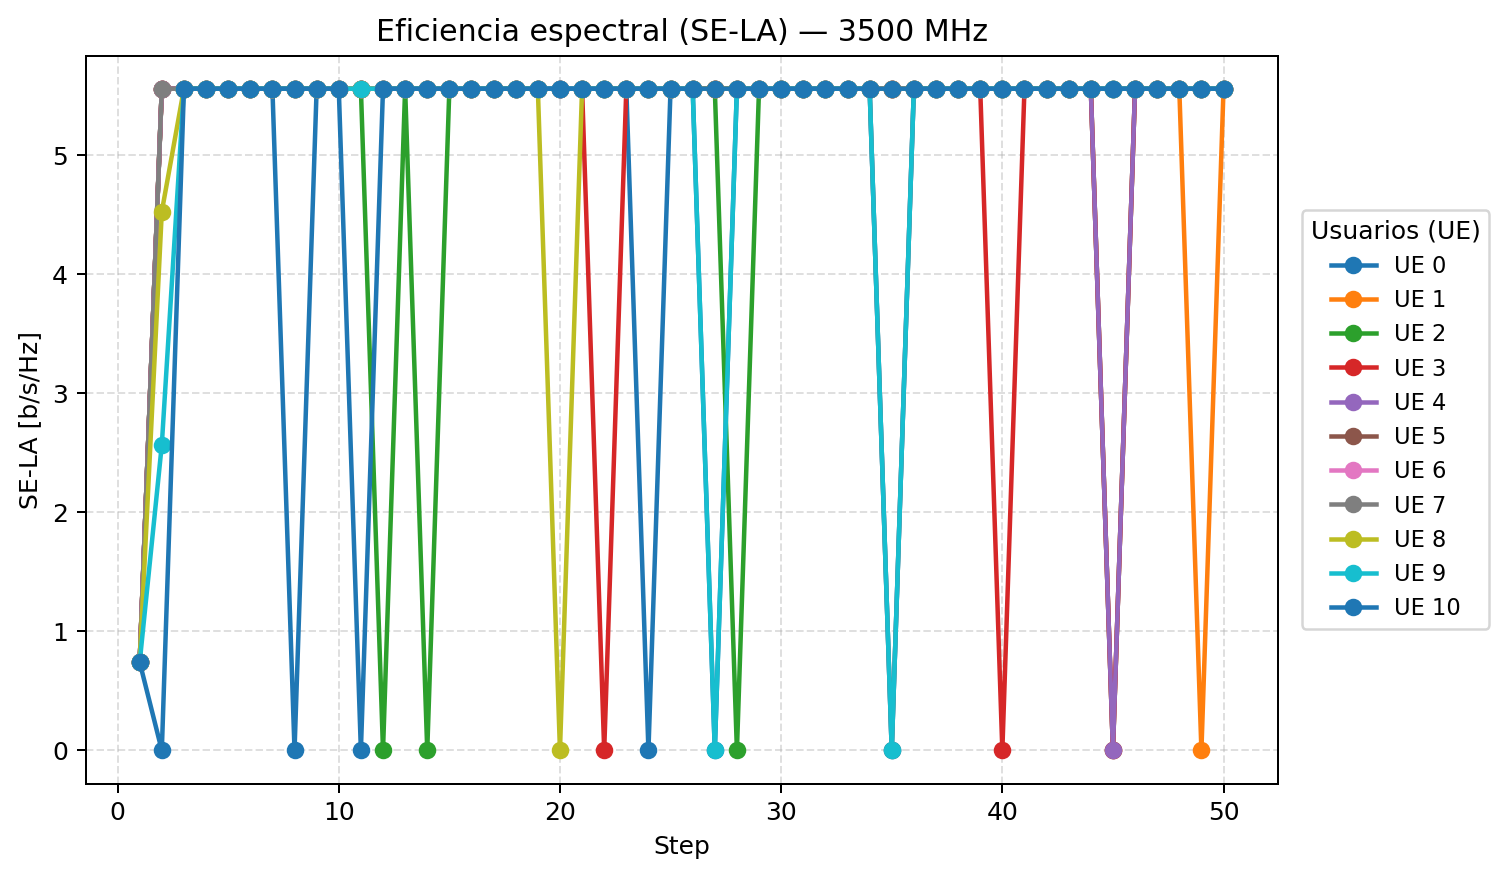 Eficiencia espectral (SE-LA) — 3500 MHz
SE-LA [b/s/Hz]
5
4
3
2
1
0
0 10 20 30 40 50
Step
Usuarios (UE)
UE 0
UE 1
UE 2
UE 3
UE 4
UE 5
UE 6
UE 7
UE 8
UE 9
UE 10